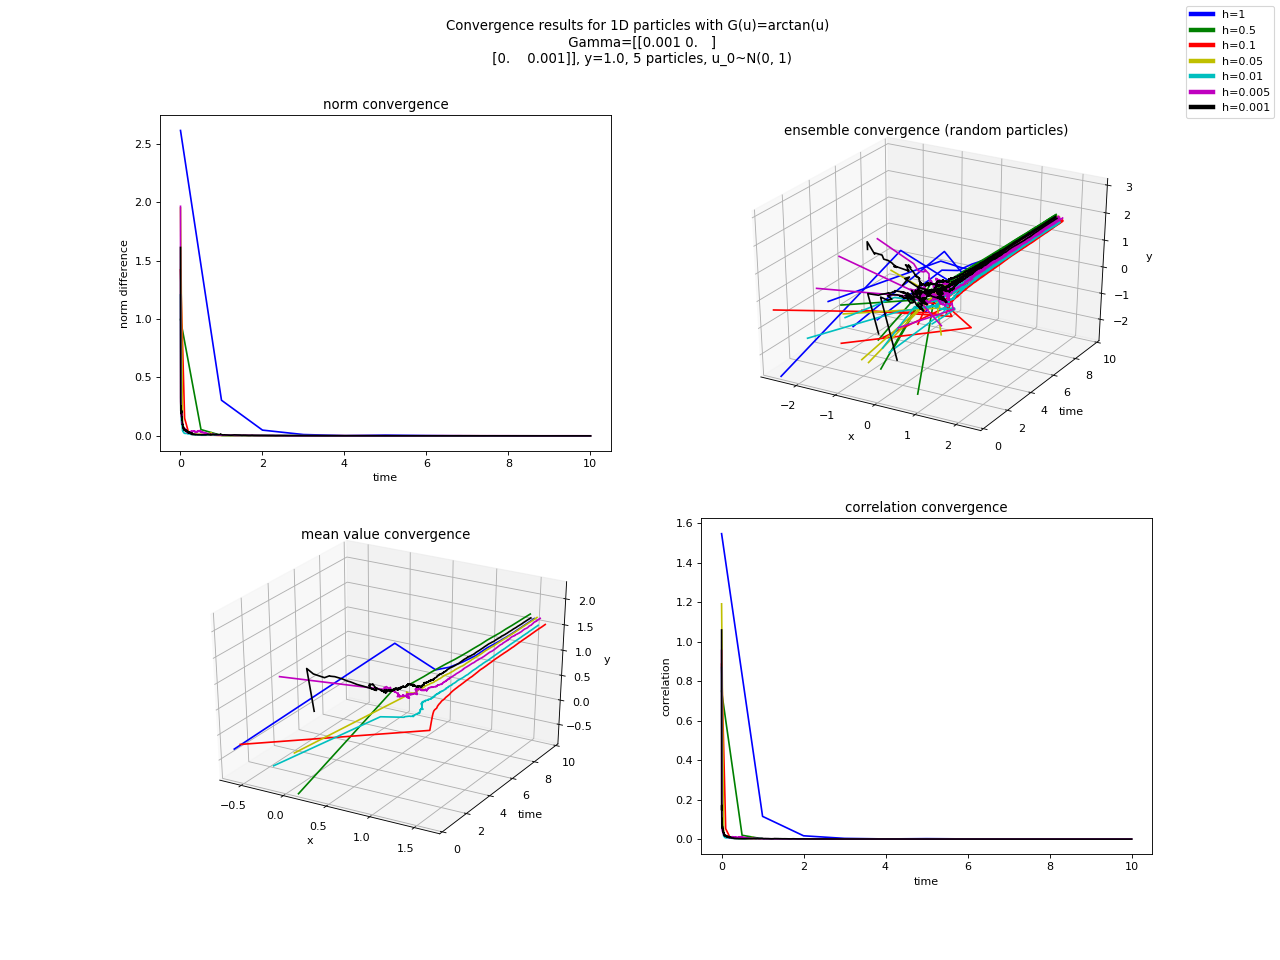 Convergence results for 1D particles with G(u)=arctan(u)
Gamma=[[0.001 0.   ]
[0.    0.001]], y=1.0, 5 particles, u_0~N(0, 1)
h=1
h=0.5
h=0.1
h=0.05
h=0.01
h=0.005
h=0.001
norm convergence
norm difference
2.5
2.0
1.5
1.0
0.5
0.0
0 2 4 6 8 10
time
ensemble convergence (random particles)
3
2
1
0
−1
−2
y
−2 −1 0 1 2
x
0 2 4 6 8 10
time
mean value convergence
2.0
1.5
1.0
0.5
0.0
−0.5
y
−0.5 0.0 0.5 1.0 1.5
x
0 2 4 6 8 10
time
correlation convergence
correlation
1.6
1.4
1.2
1.0
0.8
0.6
0.4
0.2
0.0
0 2 4 6 8 10
time